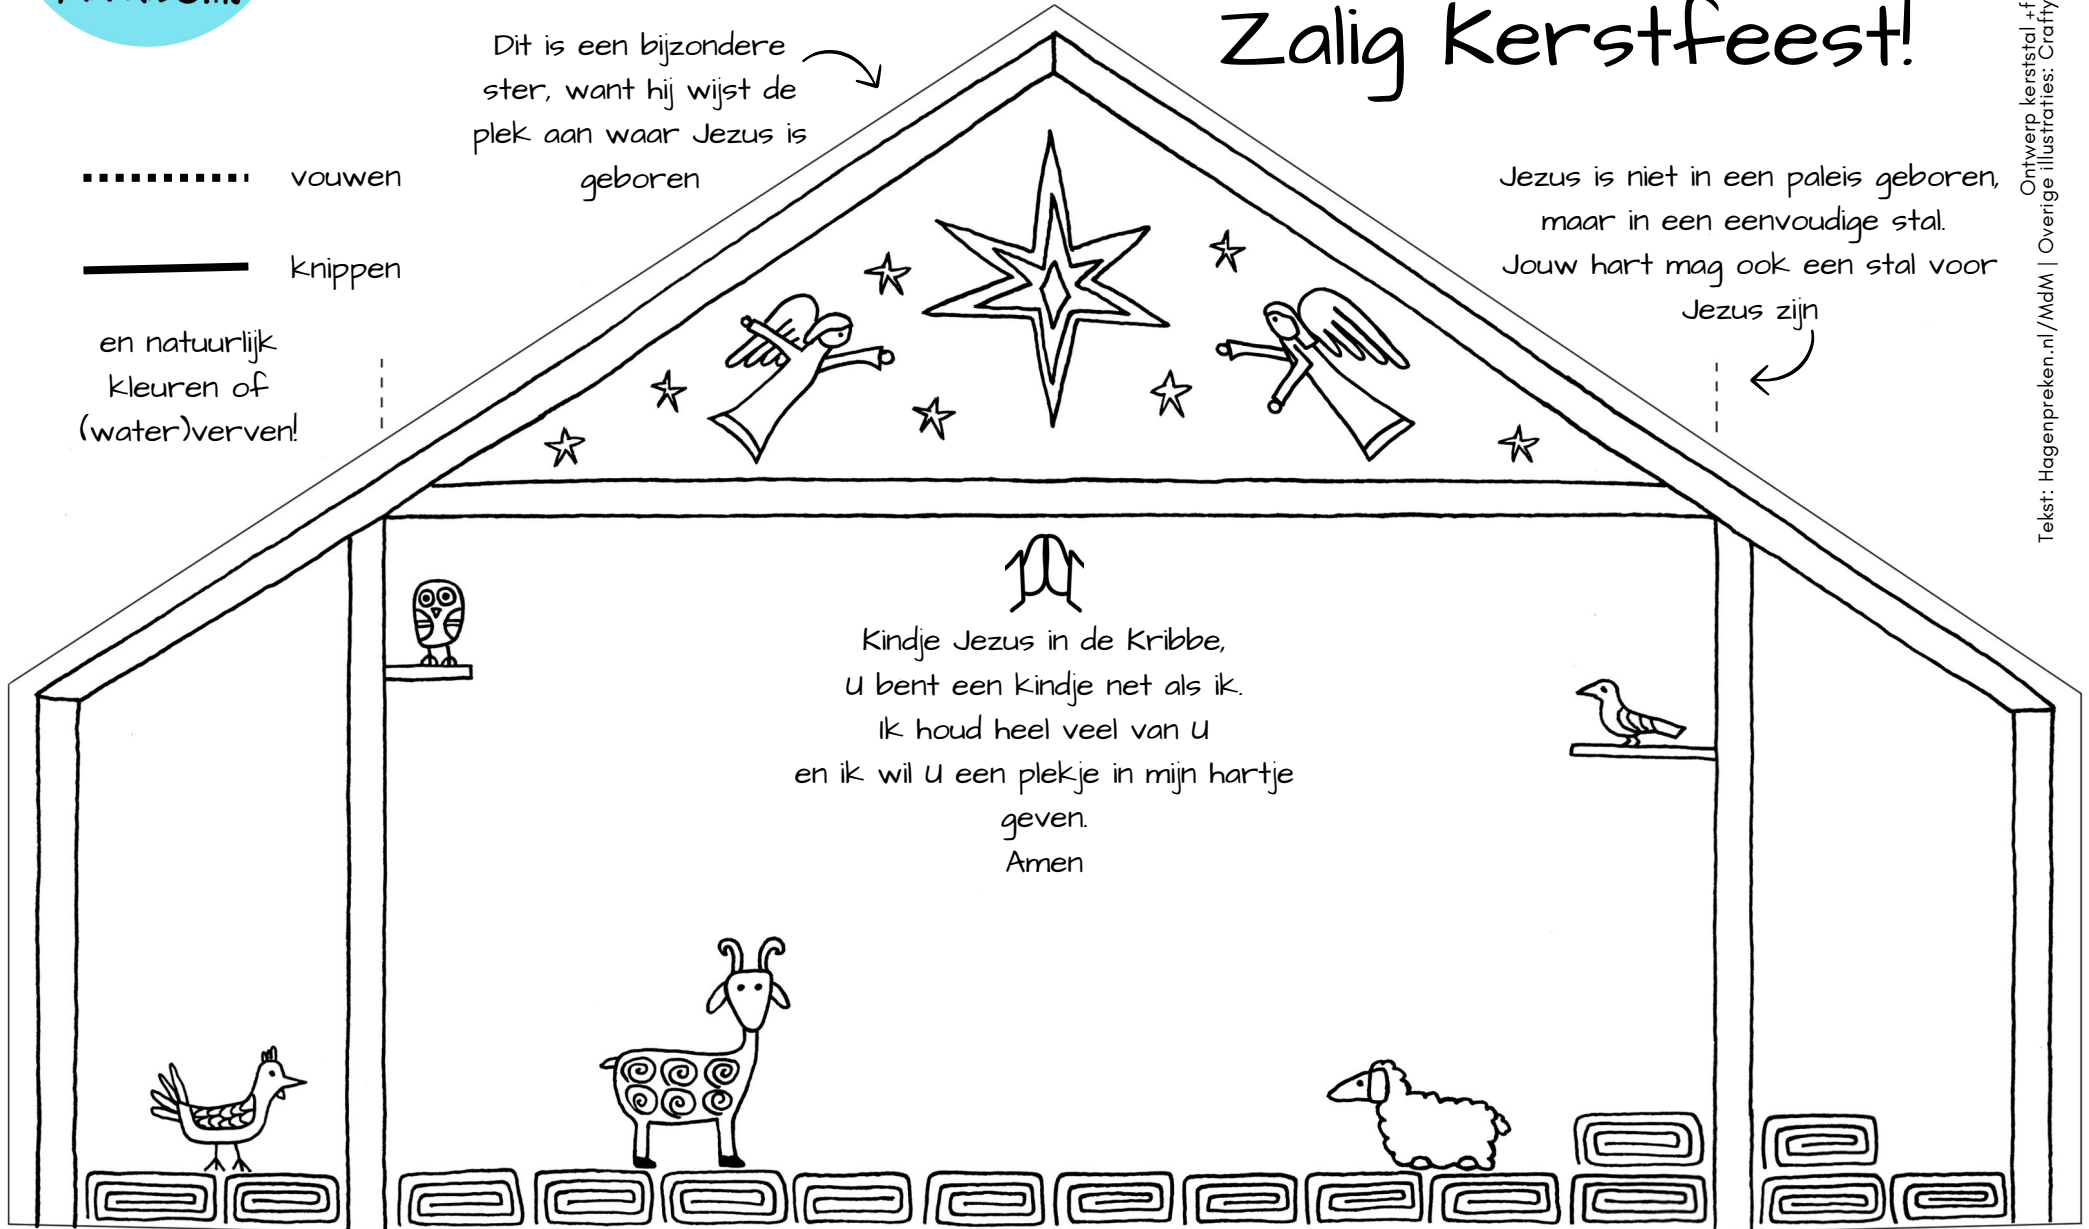 Zalig Kerstfeest!
Dit is een bijzondere
ster, want hij wijst de
plek aan waar Jezus is
geboren
vouwen
knippen
en natuurlijk
kleuren of
(water)verven!
Jezus is niet in een paleis geboren,
maar in een eenvoudige stal.
Jouw hart mag ook een stal voor
Jezus zijn
Ontwerp kerststal +
Tekst: Hagenpreken.nl/MdM | Overige illustraties: Crafty
Kindje Jezus in de Kribbe,
U bent een kindje net als ik.
Ik houd heel veel van U
en ik wil U een plekje in mijn hartje
geven.
Amen